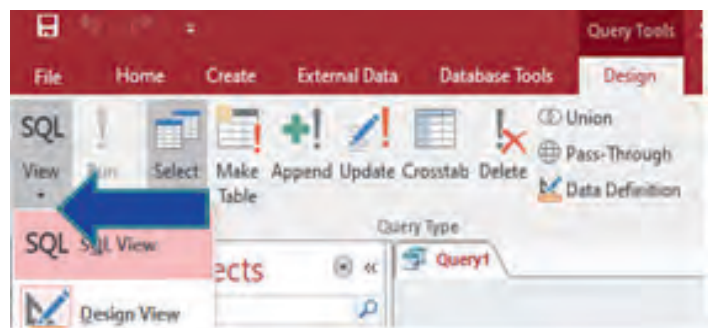 Query Tools
File Home Create External Data Database Tools Design
SQL
View Run Select Make Table Append Update Crosstab Delete
Union
Pass-Through
Data Definition
Query Type
SQL SQL View
Design View
ects « Query1